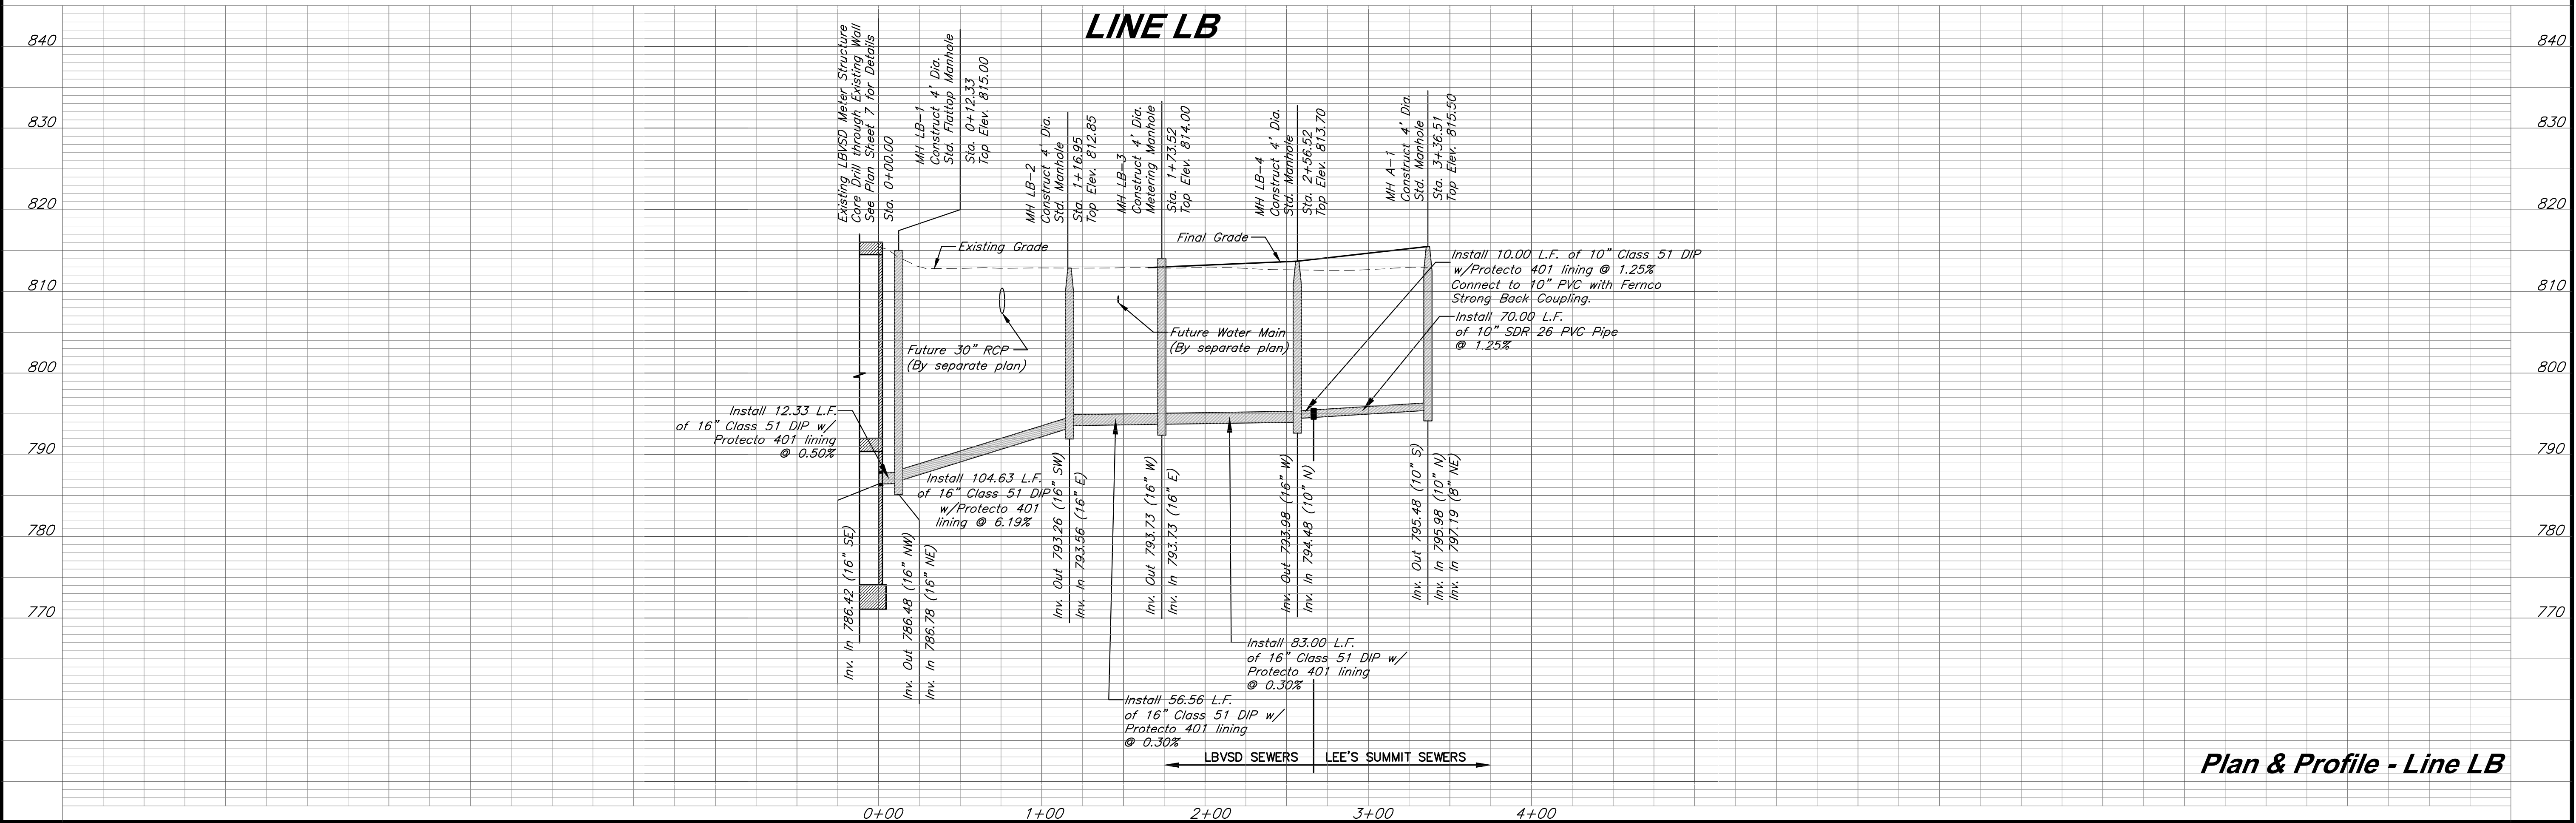 LINE LB
840
830
820
810
800
790
780
770
840
830
820
810
800
790
780
770
Existing LBVSD Meter Structure
Core Drill through Existing Wall
See Plan Sheet 7 for Details
Sta. 0+00.00
MH LB-1
Construct 4' Dia.
Std. Flattop Manhole
Sta. 0+12.33
Top Elev. 815.00
MH LB-2
Construct 4' Dia.
Std. Manhole
Sta. 1+16.95
Top Elev. 812.85
MH LB-3
Construct 4' Dia.
Metering Manhole
Sta. 1+73.52
Top Elev. 814.00
MH LB-4
Construct 4' Dia.
Std. Manhole
Sta. 2+56.52
Top Elev. 813.70
MH A-1
Construct 4' Dia.
Std. Manhole
Sta. 3+36.51
Top Elev. 815.50
Existing Grade
Final Grade
Future 30" RCP
(By separate plan)
Future Water Main
(By separate plan)
Install 10.00 L.F. of 10" Class 51 DIP
w/Protecto 401 lining @ 1.25%
Connect to 10" PVC with Fernco
Strong Back Coupling.
Install 70.00 L.F.
of 10" SDR 26 PVC Pipe
@ 1.25%
Install 12.33 L.F.
of 16" Class 51 DIP w/
Protecto 401 lining
@ 0.50%
Install 104.63 L.F.
of 16" Class 51 DIP
w/Protecto 401
lining @ 6.19%
Inv. In 786.42 (16" SE)
Inv. Out 786.48 (16" NW)
Inv. In 786.78 (16" NE)
Inv. Out 793.26 (16" SW)
Inv. In 793.56 (16" E)
Inv. Out 793.73 (16" W)
Inv. In 793.73 (16" E)
Inv. Out 793.98 (16" W)
Inv. In 794.48 (10" N)
Inv. Out 795.48 (10" S)
Inv. In 795.98 (10" N)
Inv. In 797.19 (8" NE)
Install 83.00 L.F.
of 16" Class 51 DIP w/
Protecto 401 lining
@ 0.30%
Install 56.56 L.F.
of 16" Class 51 DIP w/
Protecto 401 lining
@ 0.30%
LBVSD SEWERS
LEE'S SUMMIT SEWERS
Plan & Profile - Line LB
0+00
1+00
2+00
3+00
4+00